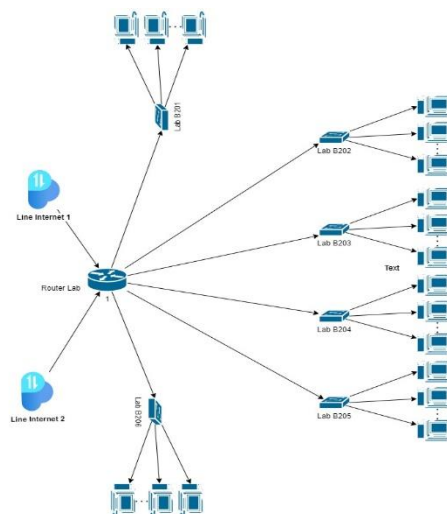 Lab B201
Lab B202
Line Internet 1
Lab B203
Text
Router Lab
1
Lab B204
Lab B206
Lab B205
Line Internet 2